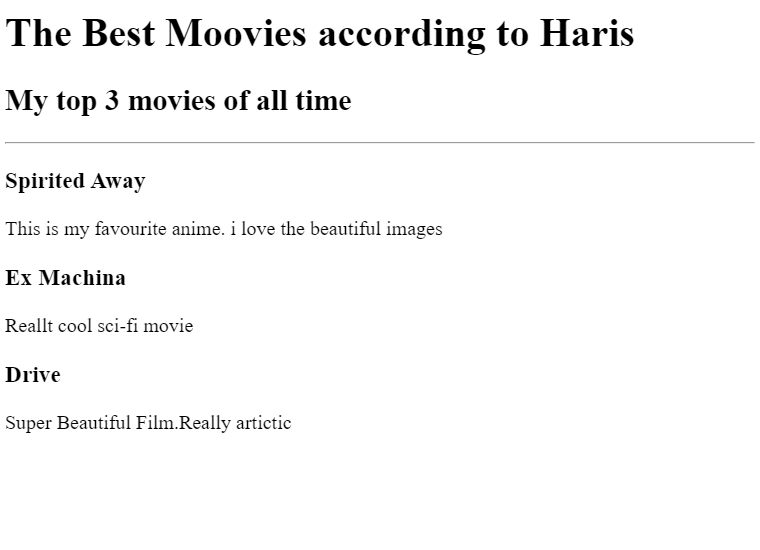 The Best Moovies according to Haris
My top 3 movies of all time
Spirited Away
This is my favourite anime. i love the beautiful images
Ex Machina
Reallt cool sci-fi movie
Drive
Super Beautiful Film.Really artictic